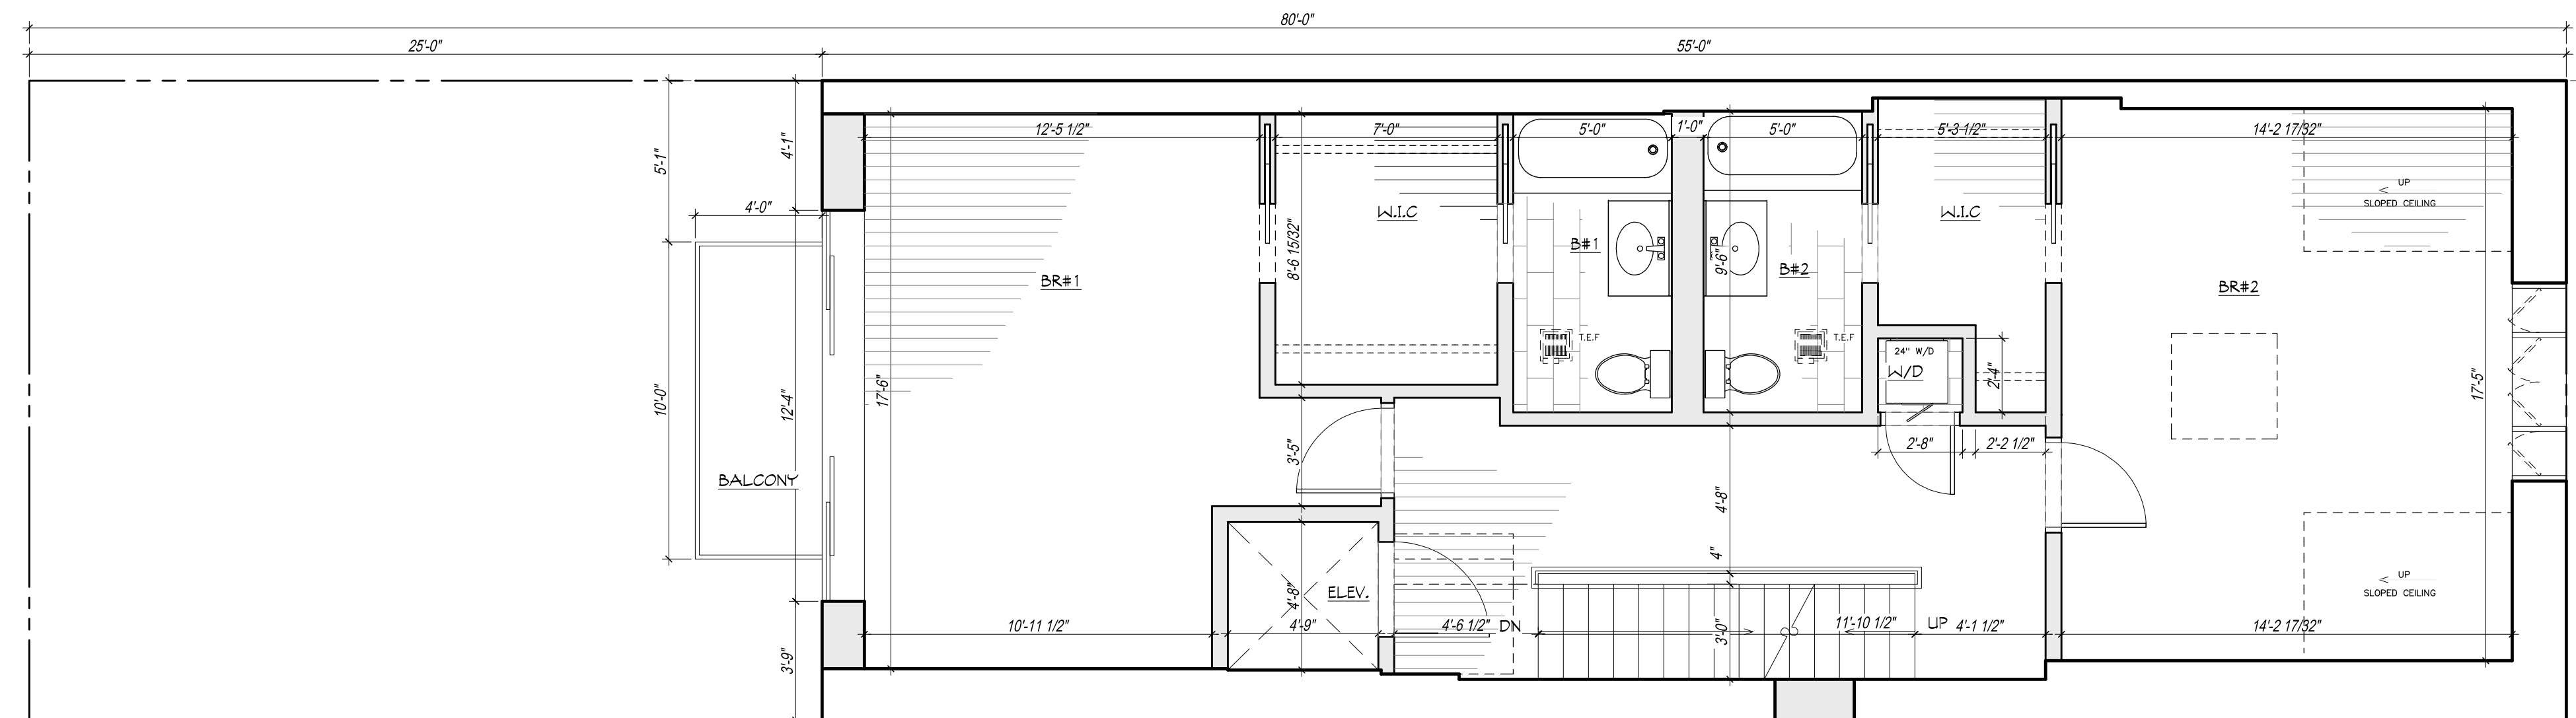 80'-0"
25'-0"
55'-0"
12'-5 1/2"
7'-0"
5'-0"
1'-0"
5'-0"
5'-3 1/2"
14'-2 17/32"
5'-1"
4'-1"
UP
SLOPED CEILING
4'-0"
W.I.C
W.I.C
8'-6 15/32"
B#1
9'-6"
B#2
BR#1
BR#2
T.E.F
T.E.F
24" W/D
W/D
2'-4"
10'-0"
12'-4"
17'-6"
17'-5"
3'-5"
2'-8"
2'-2 1/2"
BALCONY
4'-8"
4"
UP
SLOPED CEILING
4'-8"
ELEV.
10'-11 1/2"
4'-9"
4'-6 1/2"
DN
3'-0"
11'-10 1/2"
UP
4'-1 1/2"
14'-2 17/32"
3'-9"